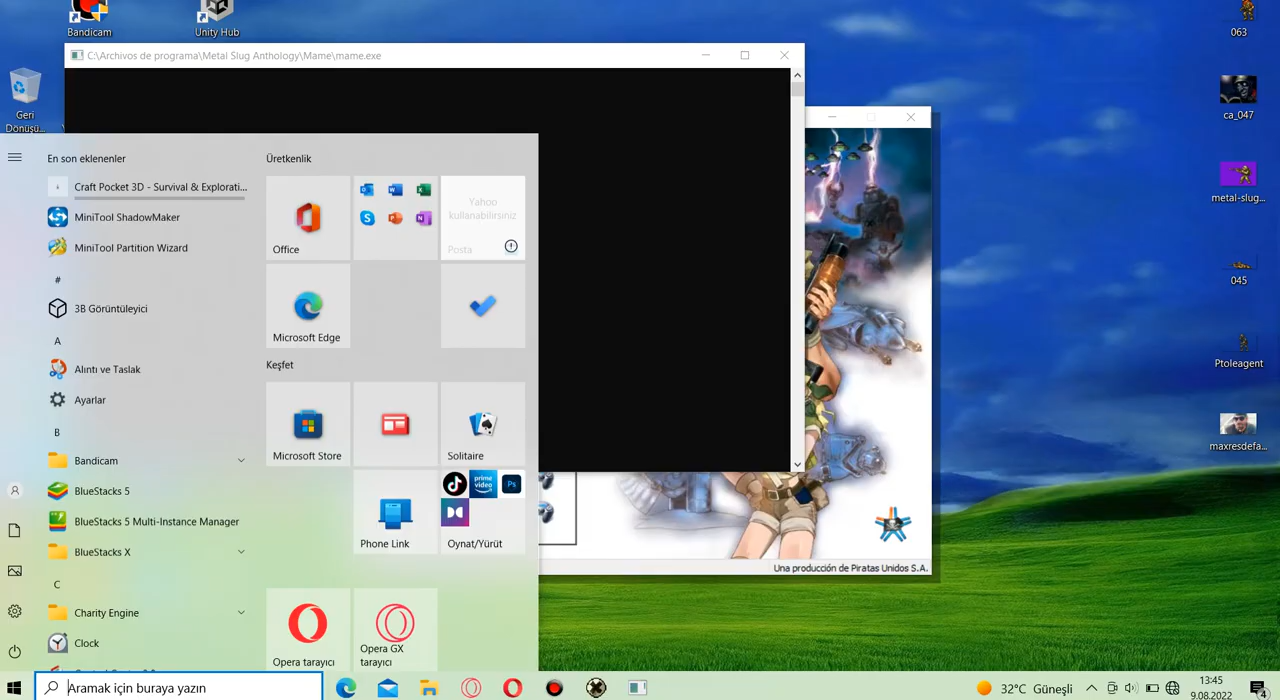 Bandicam
Unity Hub
063
C:\Archivos de programa\Metal Slug Anthology\Mame\mame.exe
Geri
Dönüşü...
ca_047
metal-slug...
045
Ptoleagent
maxresdefa...
En son eklenenler
Craft Pocket 3D - Survival & Explorati...
MiniTool ShadowMaker
MiniTool Partition Wizard
#
3B Görüntüleyici
A
Alıntı ve Taslak
Ayarlar
B
Bandicam
BlueStacks 5
BlueStacks 5 Multi-Instance Manager
BlueStacks X
C
Charity Engine
Clock
Üretkenlik
Office
Yahoo
kullanabilirsiniz
Posta
Microsoft Edge
Keşfet
Microsoft Store
Solitaire
Phone Link
prime
video
Ps
Oynat/Yürüt
Opera tarayıcı
Opera GX
tarayıcı
Una producción de Piratas Unidos S.A.
Aramak için buraya yazın
32°C Güneşli
13:45
9.08.2022
4